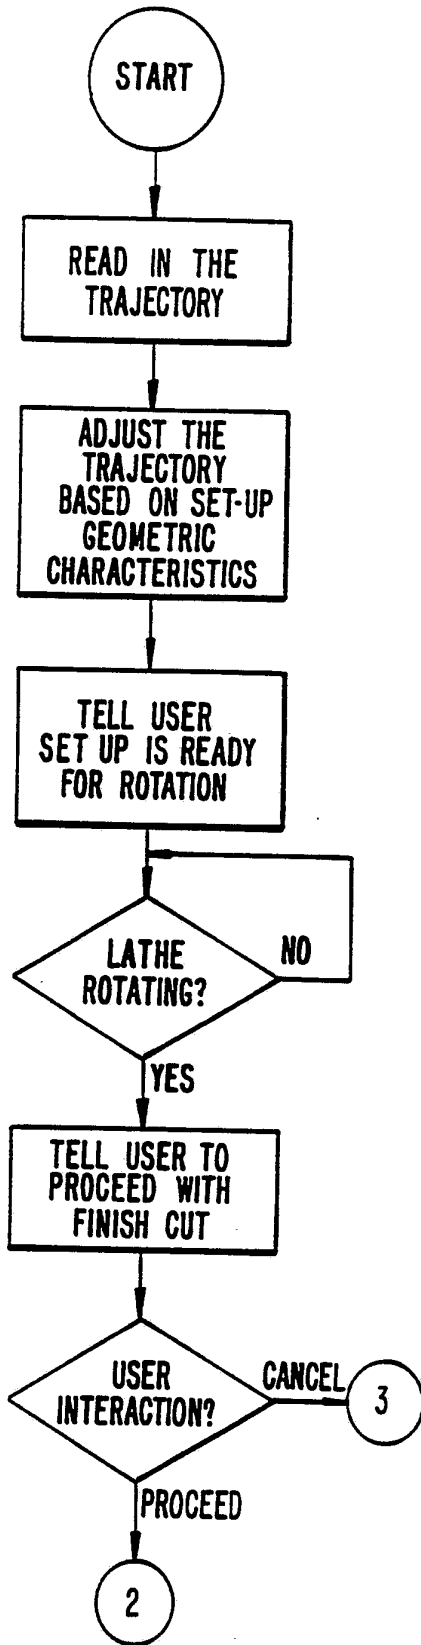 START
READ IN THE
TRAJECTORY
ADJUST THE
TRAJECTORY
BASED ON SET-UP
GEOMETRIC
CHARACTERISTICS
TELL USER
SET UP IS READY
FOR ROTATION
LATHE
ROTATING?
NO
YES
TELL USER TO
PROCEED WITH
FINISH CUT
USER
INTERACTION?
CANCEL
3
PROCEED
2